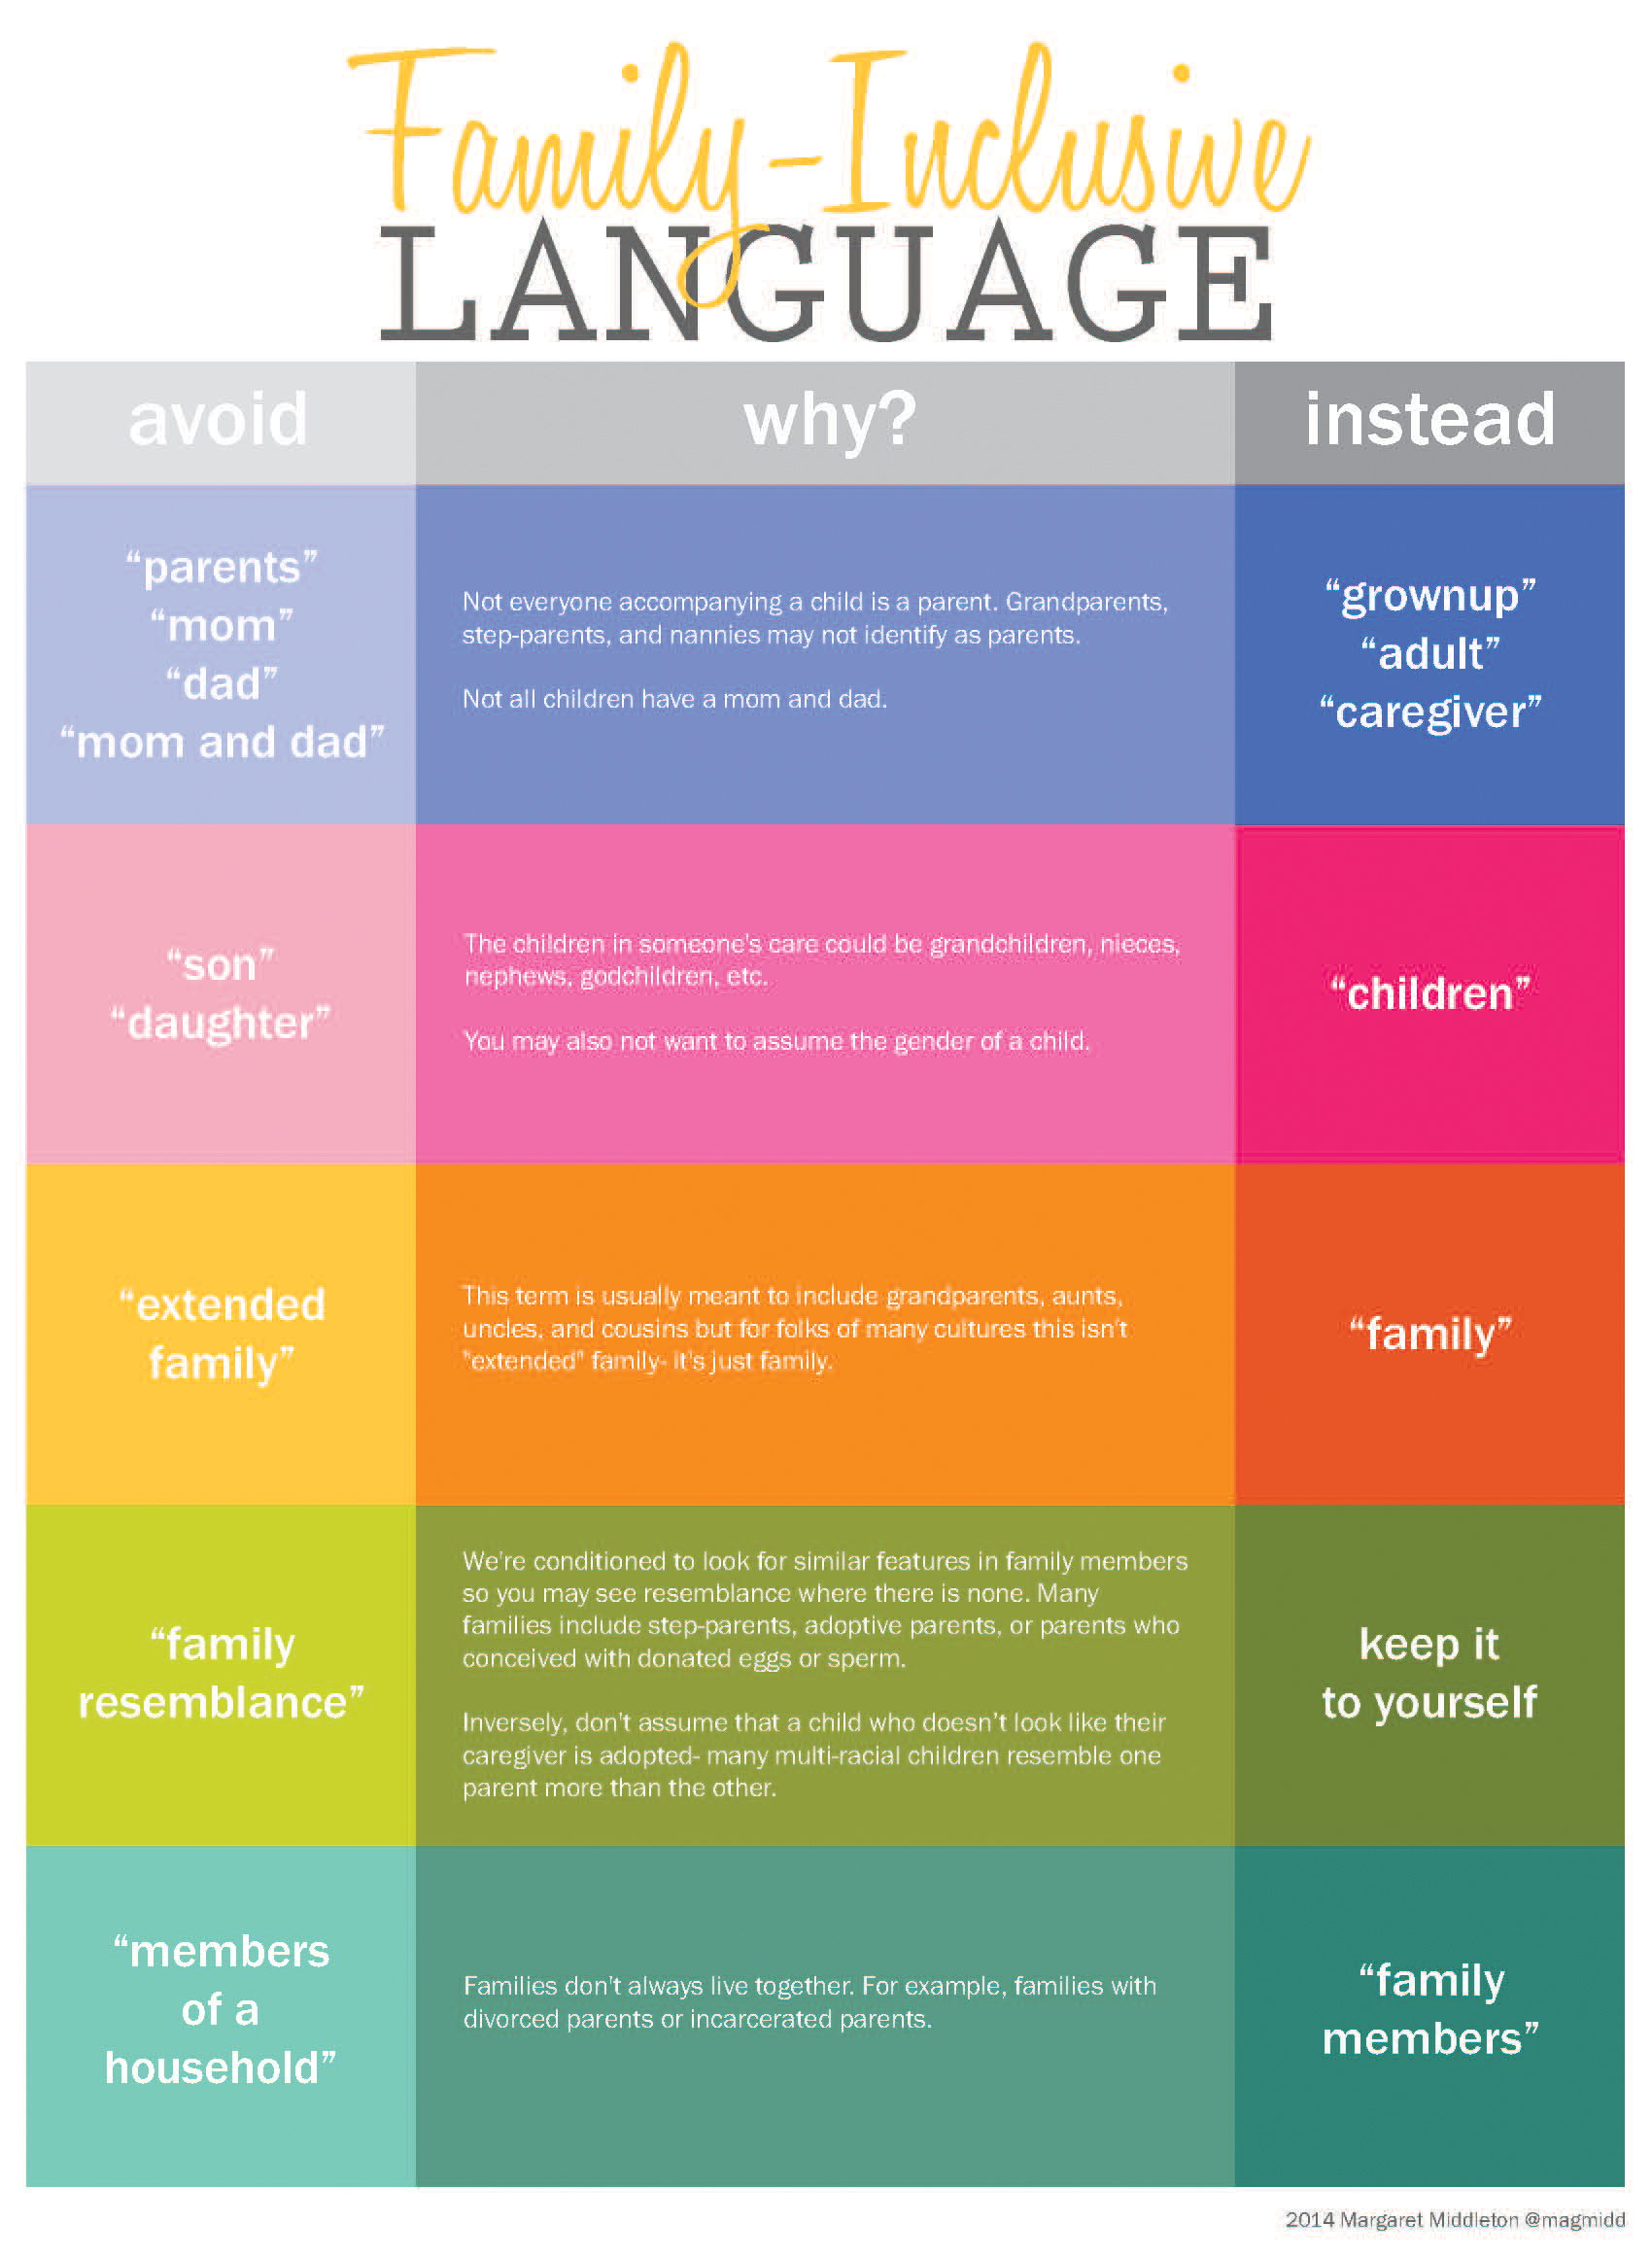 Family-Inclusive
LANGUAGE
avoid
why?
instead
“parents”
“mom”
“dad”
“mom and dad”
Not everyone accompanying a child is a parent. Grandparents,
step-parents, and nannies may not identify as parents.
Not all children have a mom and dad.
“grownup”
“adult”
“caregiver”
“son”
“daughter”
The children in someone's care could be grandchildren, nieces,
nephews, godchildren, etc.
You may also not want to assume the gender of a child.
“children”
“extended
family”
This term is usually meant to include grandparents, aunts,
uncles, and cousins but for folks of many cultures this isn't
"extended" family- it's just family.
“family”
“family
resemblance”
We're conditioned to look for similar features in family members
so you may see resemblance where there is none. Many
families include step-parents, adoptive parents, or parents who
conceived with donated eggs or sperm.
Inversely, don't assume that a child who doesn't look like their
caregiver is adopted- many multi-racial children resemble one
parent more than the other.
keep it
to yourself
“members
of a
household”
Families don't always live together. For example, families with
divorced parents or incarcerated parents.
“family
members”
2014 Margaret Middleton @magmidd